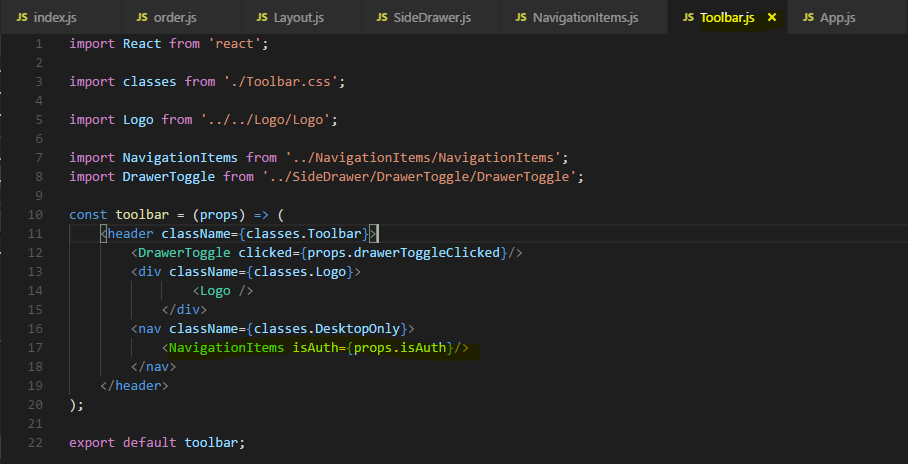 JS index.js JS order.js JS Layout.js JS SideDrawer.js JS NavigationItems.js JS Toolbar.js × JS App.js
1 import React from 'react';
2
3 import classes from './Toolbar.css';
4
5 import Logo from '../../Logo/Logo';
6
7 import NavigationItems from '../NavigationItems/NavigationItems';
8 import DrawerToggle from '../SideDrawer/DrawerToggle/DrawerToggle';
9
10 const toolbar = (props) => (
11     <header className={classes.Toolbar}>
12         <DrawerToggle clicked={props.drawerToggleClicked}/>
13         <div className={classes.Logo}>
14                 <Logo />
15             </div>
16         <nav className={classes.DesktopOnly}>
17             <NavigationItems isAuth={props.isAuth}/>
18         </nav>
19     </header>
20 );
21
22 export default toolbar;